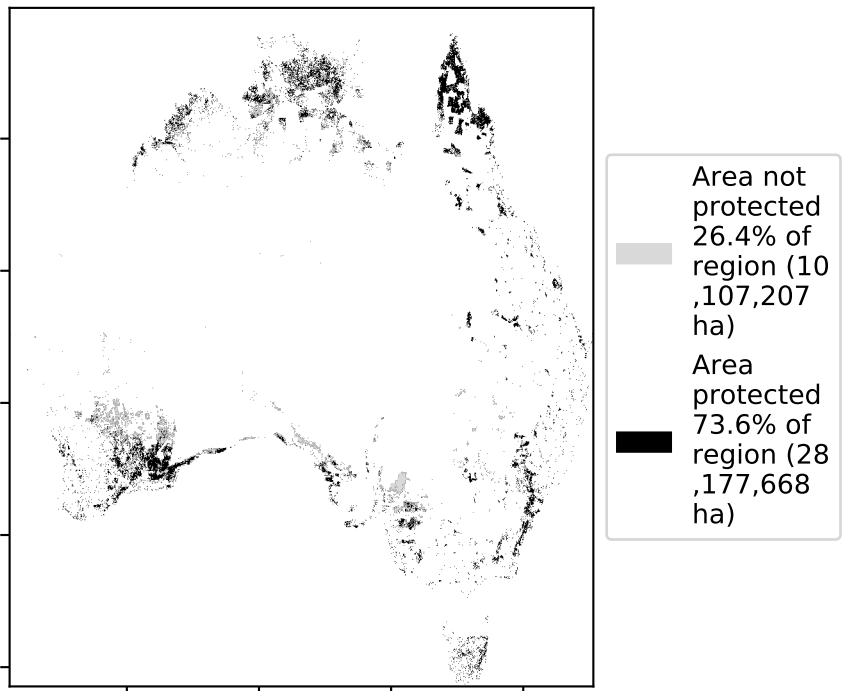 Area not
protected
26.4% of
region (10
,107,207
ha)
Area
protected
73.6% of
region (28
,177,668
ha)